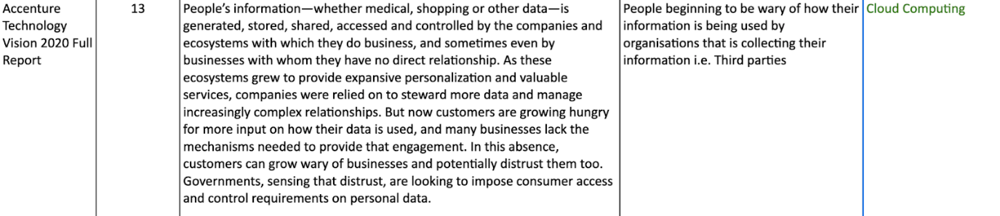 Accenture
Technology
Vision 2020 Full
Report
13
People's information—whether medical, shopping or other data—is
generated, stored, shared, accessed and controlled by the companies and
ecosystems with which they do business, and sometimes even by
businesses with whom they have no direct relationship. As these
ecosystems grew to provide expansive personalization and valuable
services, companies were relied on to steward more data and manage
increasingly complex relationships. But now customers are growing hungry
for more input on how their data is used, and many businesses lack the
mechanisms needed to provide that engagement. In this absence,
customers can grow wary of businesses and potentially distrust them too.
Governments, sensing that distrust, are looking to impose consumer access
and control requirements on personal data.
People beginning to be wary of how their
information is being used by
organisations that is collecting their
information i.e. Third parties
Cloud Computing